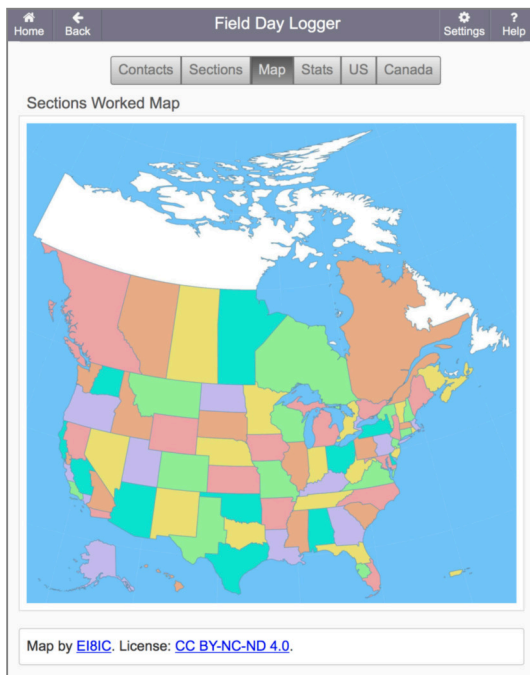 Home
Back
Field Day Logger
Settings
? Help
Contacts Sections Map Stats US Canada
Sections Worked Map
Map by EI8IC. License: CC BY-NC-ND 4.0.